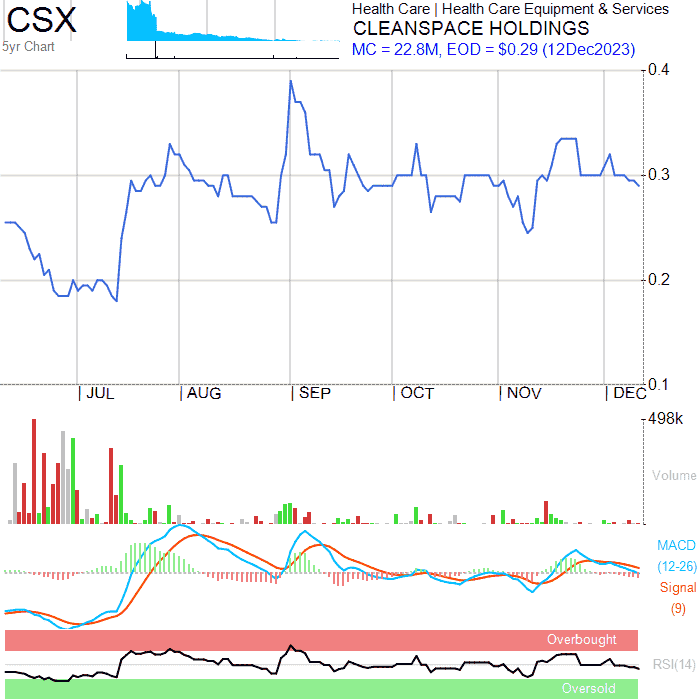 CSX
5yr Chart
Health Care | Health Care Equipment & Services
CLEANSPACE HOLDINGS
MC = 22.8M, EOD = $0.29 (12Dec2023)
0.4
0.3
0.2
0.1
| JUL | AUG | SEP | OCT | NOV | DEC
498k
Volume
MACD
(12-26)
Signal
(9)
Overbought
RSI(14)
Oversold